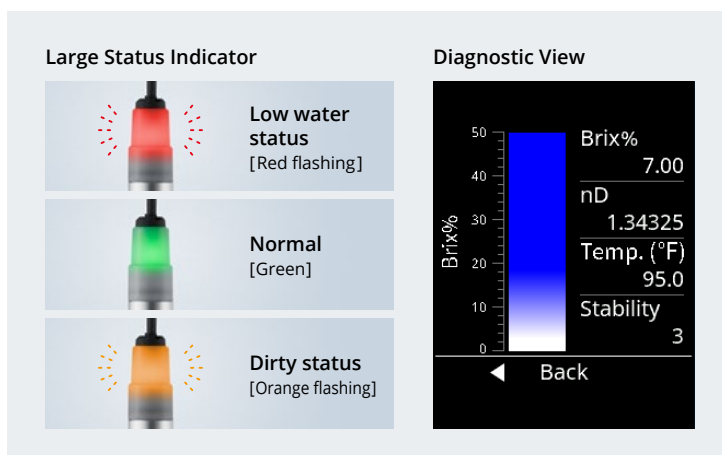 Large Status Indicator
Low water
status
[Red flashing]
Normal
[Green]
Dirty status
[Orange flashing]
Diagnostic View
50
40
30
20
10
0
Brix%
Brix%
7.00
nD
1.34325
Temp. (°F)
95.0
Stability
3
Back